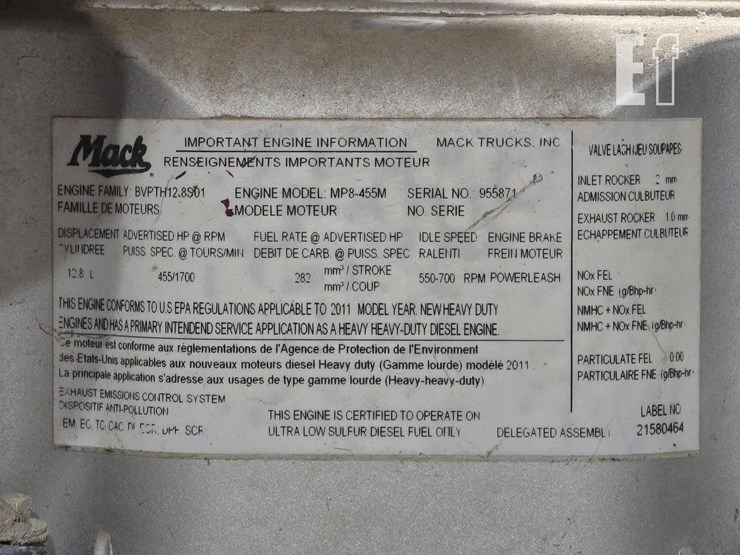 Ef
Mack
IMPORTANT ENGINE INFORMATION MACK TRUCKS. INC
RENSEIGNEMENTS IMPORTANTS MOTEUR
ENGINE FAMILY: BVPTH12.8S01 ENGINE MODEL: MP8-455M SERIAL NO.: 955871
FAMILLE DE MOTEURS MODELE MOTEUR NO. SERIE
DISPLACEMENT ADVERTISED HP @ RPM FUEL RATE @ ADVERTISED HP IDLE SPEED ENGINE BRAKE
CYLINDREE PUISS SPEC @ TOURS/MIN DEBIT DE CARB. @ PUISS. SPEC RALENTI FREIN MOTEUR
12.8 L 455/1700 282 mm³ / STROKE 550-700 RPM POWERLEASH
mm³ / COUP
THIS ENGINE CONFORMS TO U.S EPA REGULATIONS APPLICABLE TO 2011 MODEL YEAR. NEW HEAVY DUTY
ENGINES AND HAS A PRIMARY INTENDEND SERVICE APPLICATION AS A HEAVY HEAVY-DUTY DIESEL ENGINE.
Ce moteur est conforme aux réglementations de l'Agence de Protection de l'Environment
des Etats-Unis applicables aux nouveaux moteurs diesel Heavy duty (Gamme lourde) modélé 2011
La principale application s'adresse aux usages de type gamme lourde (Heavy-heavy-duty)
EXHAUST EMISSIONS CONTROL SYSTEM
DISPOSITIF ANTI-POLLUTION
EM EC, TC CAC, DPF SCR
THIS ENGINE IS CERTIFIED TO OPERATE ON
ULTRA LOW SULFUR DIESEL FUEL ONLY DELEGATED ASSEMBLY
VALVE LASH /JEU SOUPAPES
INLET ROCKER mm
ADMISSION CULBUTEUR
EXHAUST ROCKER 1.0 mm
ECHAPPEMENT CULBUTEUR
NOx FEL
NOx FNE (g/Bhp-hr)
NMHC + NOx FEL
NMHC + NOx FNE (g/Bhp-hr)
PARTICULATE FEL 0.00
PARTICULAIRE FNE (g/Bhp-hr)
LABEL NO
21580464